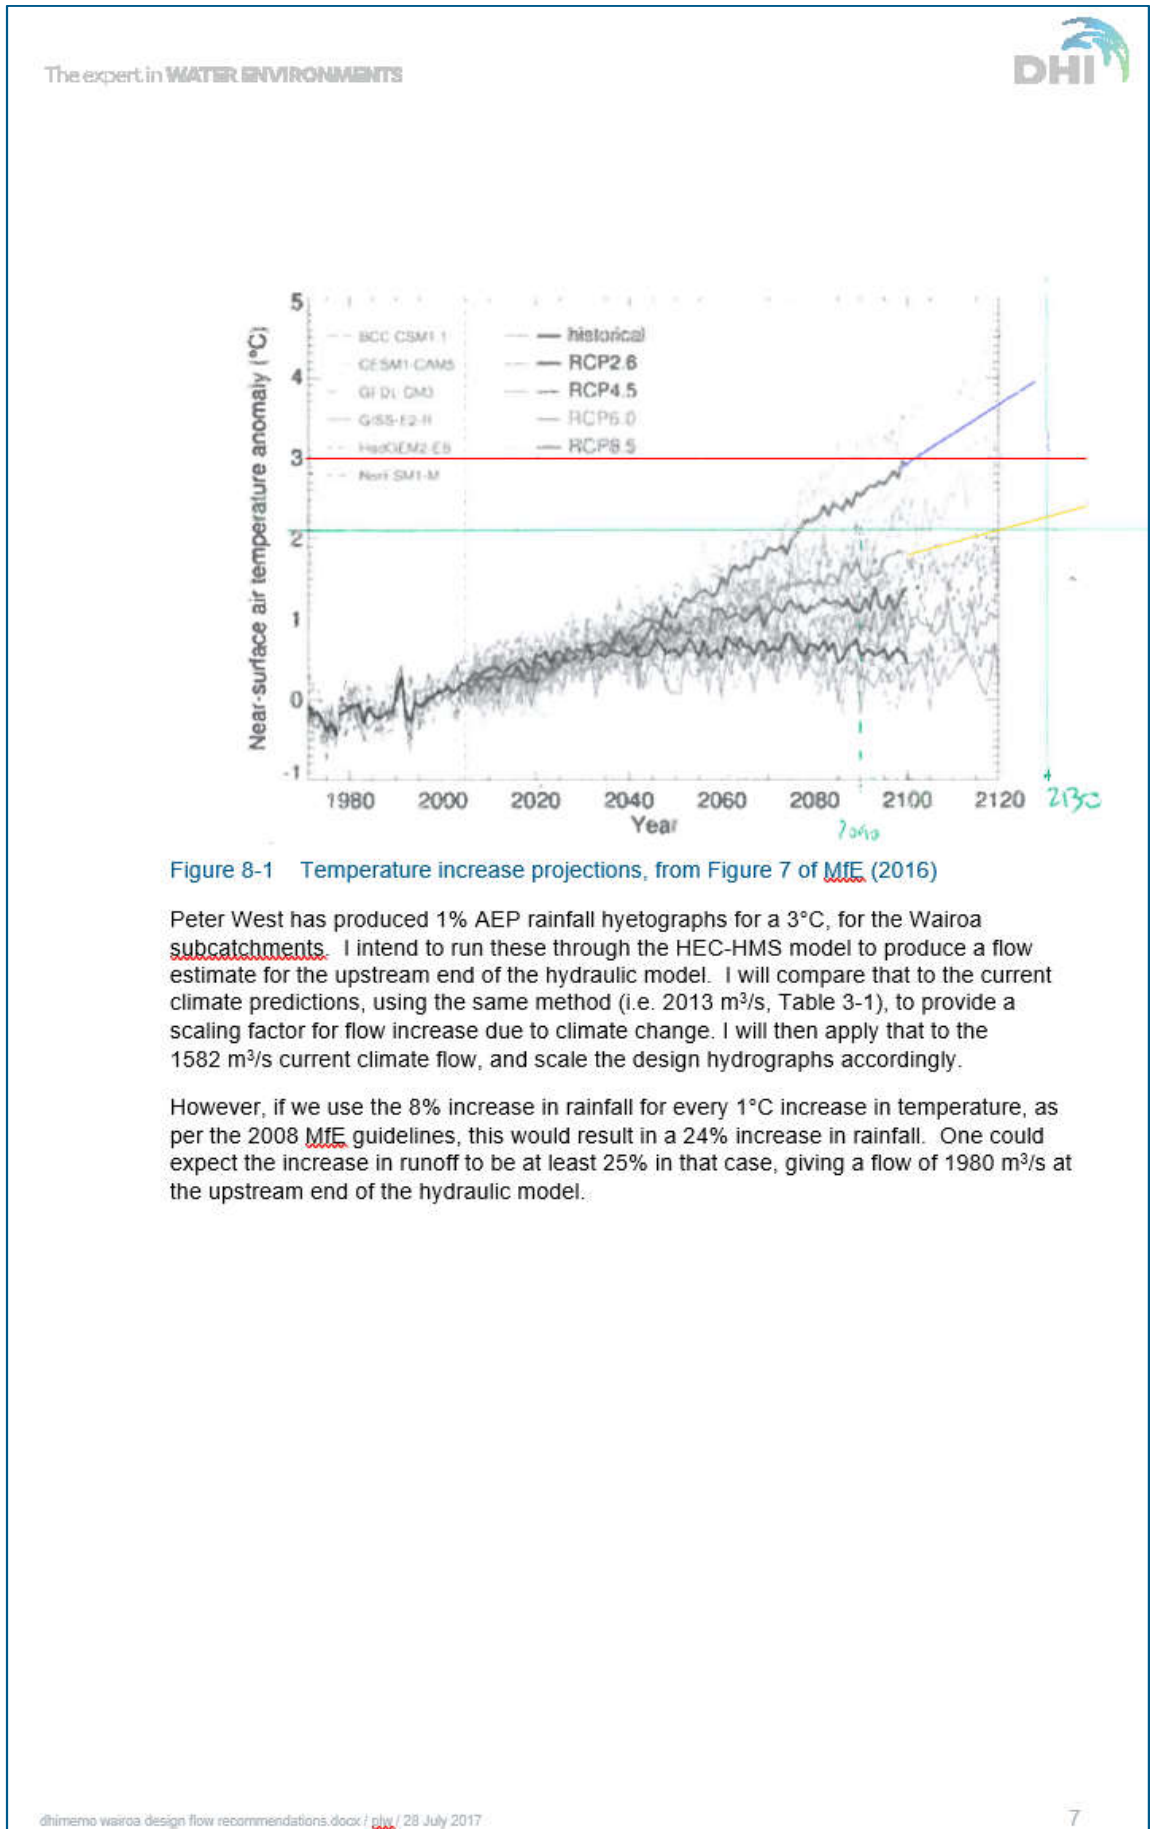 The expert in WATER ENVIRONMENTS
DHI
Near-surface air temperature anomaly (°C)
5
4
3
2
1
0
-1
BCC CSM1 1
CESM1-CAM5
GISS-E2-R
HadGEM2-ES
historical
RCP2.6
RCP4.5
RCP6.0
RCP8.5
1980 2000 2020 2040 2060 2080 2100 2120 2130
Year
Figure 8-1 Temperature increase projections, from Figure 7 of MfE (2016)
Peter West has produced 1% AEP rainfall hyetographs for a 3°C, for the Wairoa
subcatchments. I intend to run these through the HEC-HMS model to produce a flow
estimate for the upstream end of the hydraulic model. I will compare that to the current
climate predictions, using the same method (i.e. 2013 m³/s, Table 3-1), to provide a
scaling factor for flow increase due to climate change. I will then apply that to the
1582 m³/s current climate flow, and scale the design hydrographs accordingly.
However, if we use the 8% increase in rainfall for every 1°C increase in temperature, as
per the 2008 MfE guidelines, this would result in a 24% increase in rainfall. One could
expect the increase in runoff to be at least 25% in that case, giving a flow of 1980 m³/s at
the upstream end of the hydraulic model.
dhimemo wairoa design flow recommendations.docx / plw / 28 July 2017
7